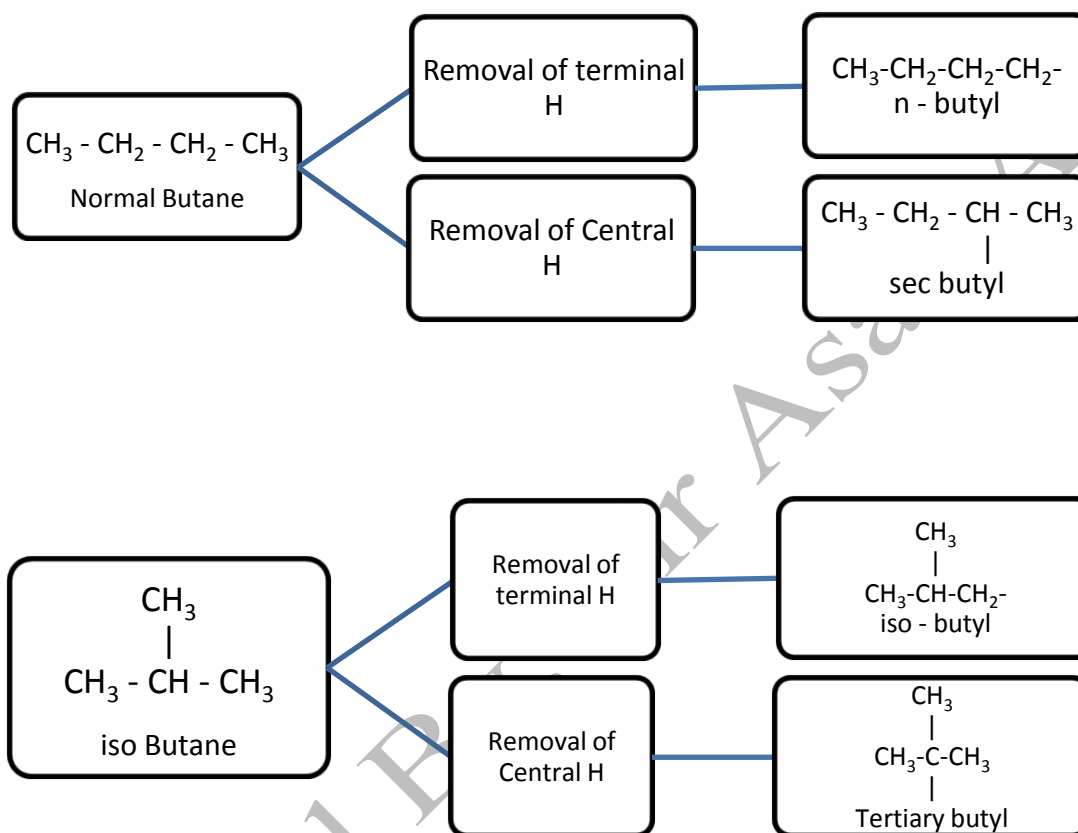 CH₃ - CH₂ - CH₂ - CH₃
Normal Butane
Removal of terminal
H
CH₃-CH₂-CH₂-CH₂-
n - butyl
Removal of Central
H
CH₃ - CH₂ - CH - CH₃
|
sec butyl
CH₃
|
CH₃ - CH - CH₃
iso Butane
Removal of
terminal H
CH₃
|
CH₃-CH-CH₂-
iso - butyl
Removal of
Central H
CH₃
|
CH₃-C-CH₃
|
Tertiary butyl